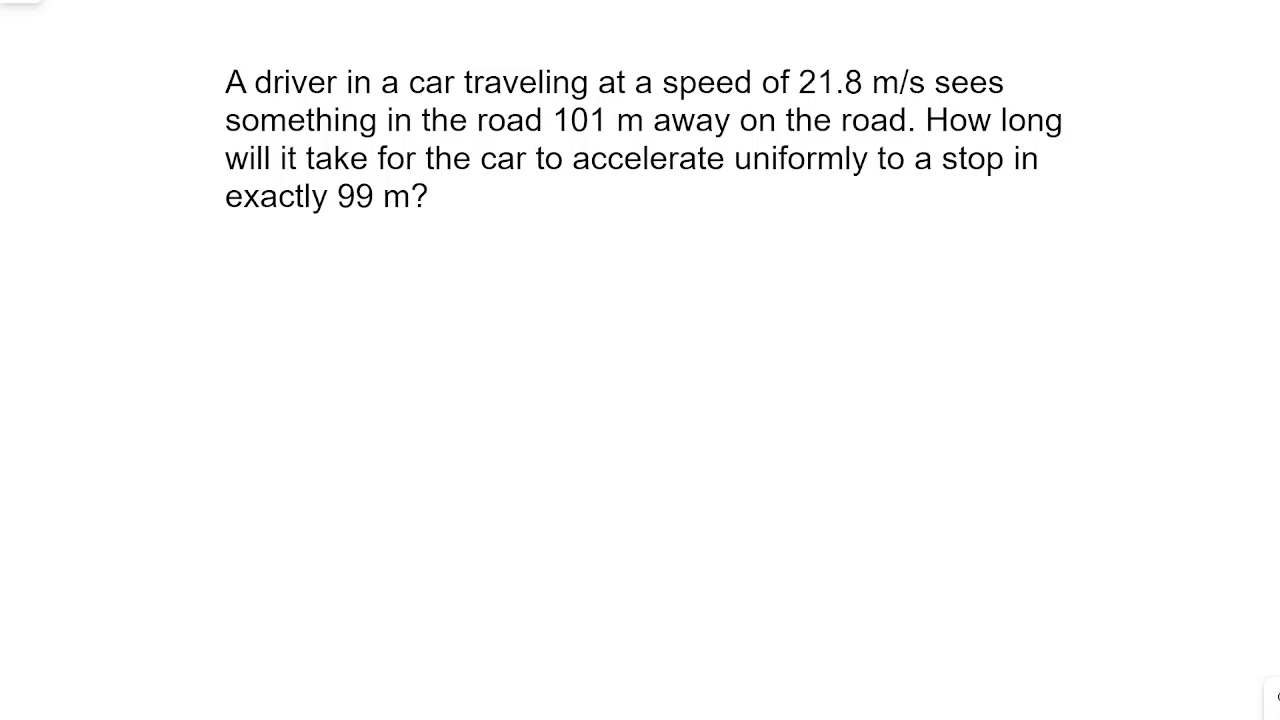 A driver in a car traveling at a speed of 21.8 m/s sees
something in the road 101 m away on the road. How long
will it take for the car to accelerate uniformly to a stop in
exactly 99 m?